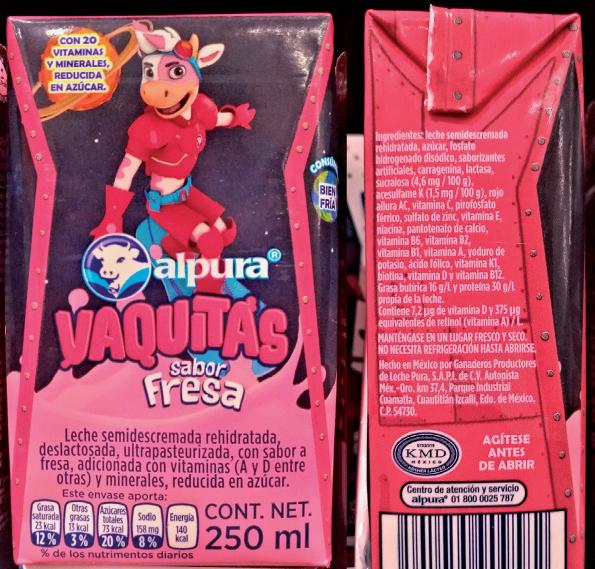 CON 20
VITAMINAS
Y MINERALES,
REDUCIDA
EN AZÚCAR.
BIEN
FRÍA
alpura®
VAQUITAS
sabor
Fresa
Leche semidescremada rehidratada,
deslactosada, ultrapasteurizada, con sabor a
fresa, adicionada con vitaminas (A y D entre
otras) y minerales, reducida en azúcar.
Este envase aporta:
Grasa saturada 23 kcal 12 %
Otras grasas 13 kcal 3 %
Azúcares totales 73 kcal 20 %
Sodio 158 mg 8 %
Energía 140 kcal
% de los nutrimentos diarios
CONT. NET.
250 ml
Ingredientes: leche semidescremada
rehidratada, azúcar, fosfato
hidrogenado disódico, saborizantes
artificiales, carragenina, lactasa,
sucralosa (4,6 mg / 100 g),
acesulfame K (1,5 mg / 100 g), rojo
allura AC, vitamina C, pirofosfato
férrico, sulfato de zinc, vitamina E,
niacina, pantotenato de calcio,
vitamina B6, vitamina B2,
vitamina B1, vitamina A, yoduro de
potasio, ácido fólico, vitamina K1,
biotina, vitamina D y vitamina B12.
Grasa butírica 16 g/L y proteína 30 g/L
propia de la leche.
Contiene 7,2 µg de vitamina D y 375 µg
equivalentes de retinol (vitamina A) / L.
MANTÉNGASE EN UN LUGAR FRESCO Y SECO.
NO NECESITA REFRIGERACIÓN HASTA ABRIRSE.
Hecho en México por Ganaderos Productores
de Leche Pura, S.A.P.I. de C.V. Autopista
Méx.-Qro. km 37,4, Parque Industrial
Cuamatla, Cuautitlán Izcalli, Edo. de México,
C.P. 54730.
KMD
MÉXICO
AGÍTESE
ANTES
DE ABRIR
Centro de atención y servicio
alpura® 01 800 0025 787